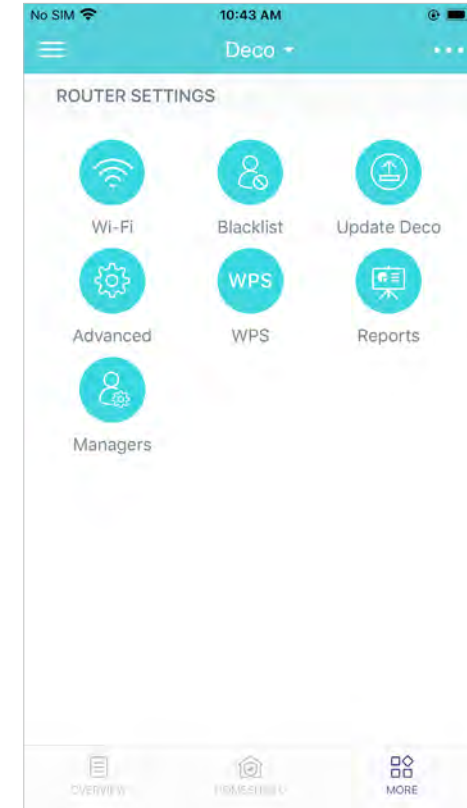 No SIM 10:43 AM
Deco
ROUTER SETTINGS
Wi-Fi Blacklist Update Deco
WPS
Advanced WPS Reports
Managers
OVERVIEW HOMESHIELD MORE